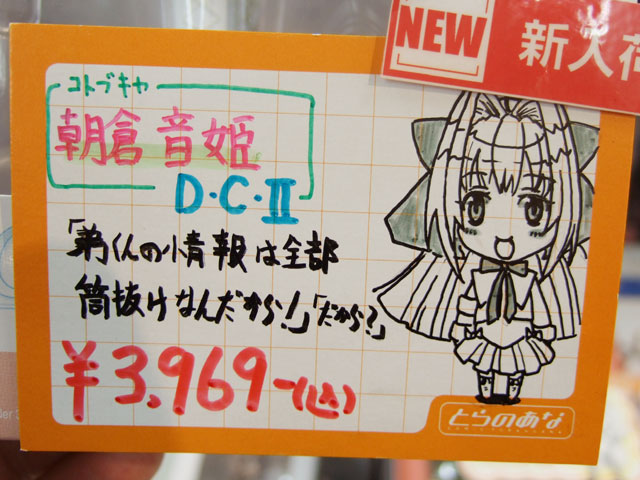 NEW 新入荷
コトブキヤ
朝倉音姫
D・C・II
「弟くんの情報は全部
筒抜けなんだから!」「だから?」
¥3,969-(込)
とらのあな